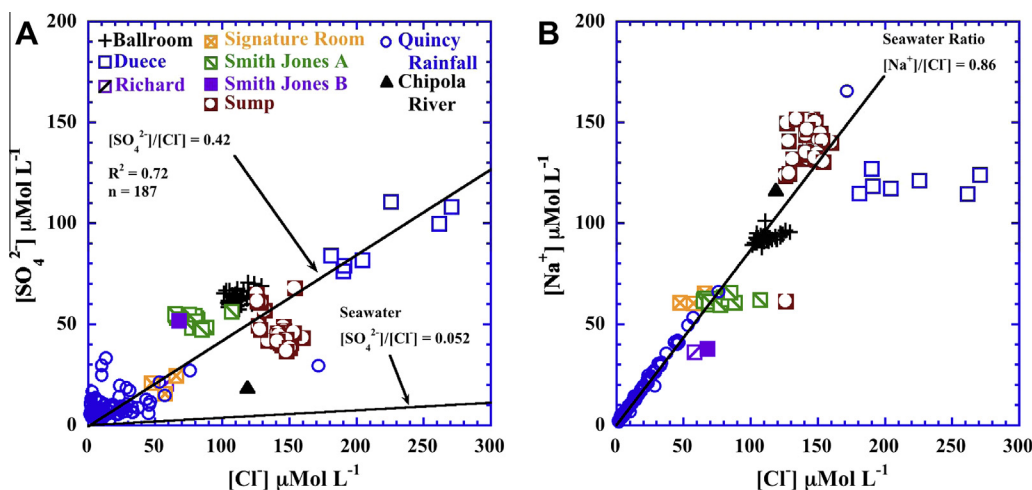 A
Ballroom
Duece
Richard
Signature Room
Smith Jones A
Smith Jones B
Sump
Quincy
Rainfall
Chipola
River
[SO₄²⁻]/[Cl⁻] = 0.42
R² = 0.72
n = 187
Seawater
[SO₄²⁻]/[Cl⁻] = 0.052
[SO₄²⁻] µMol L⁻¹
200
150
100
50
0
0 50 100 150 200 250 300
[Cl⁻] µMol L⁻¹
B
Seawater Ratio
[Na⁺]/[Cl⁻] = 0.86
[Na⁺] µMol L⁻¹
200
150
100
50
0
0 50 100 150 200 250 300
[Cl⁻] µMol L⁻¹